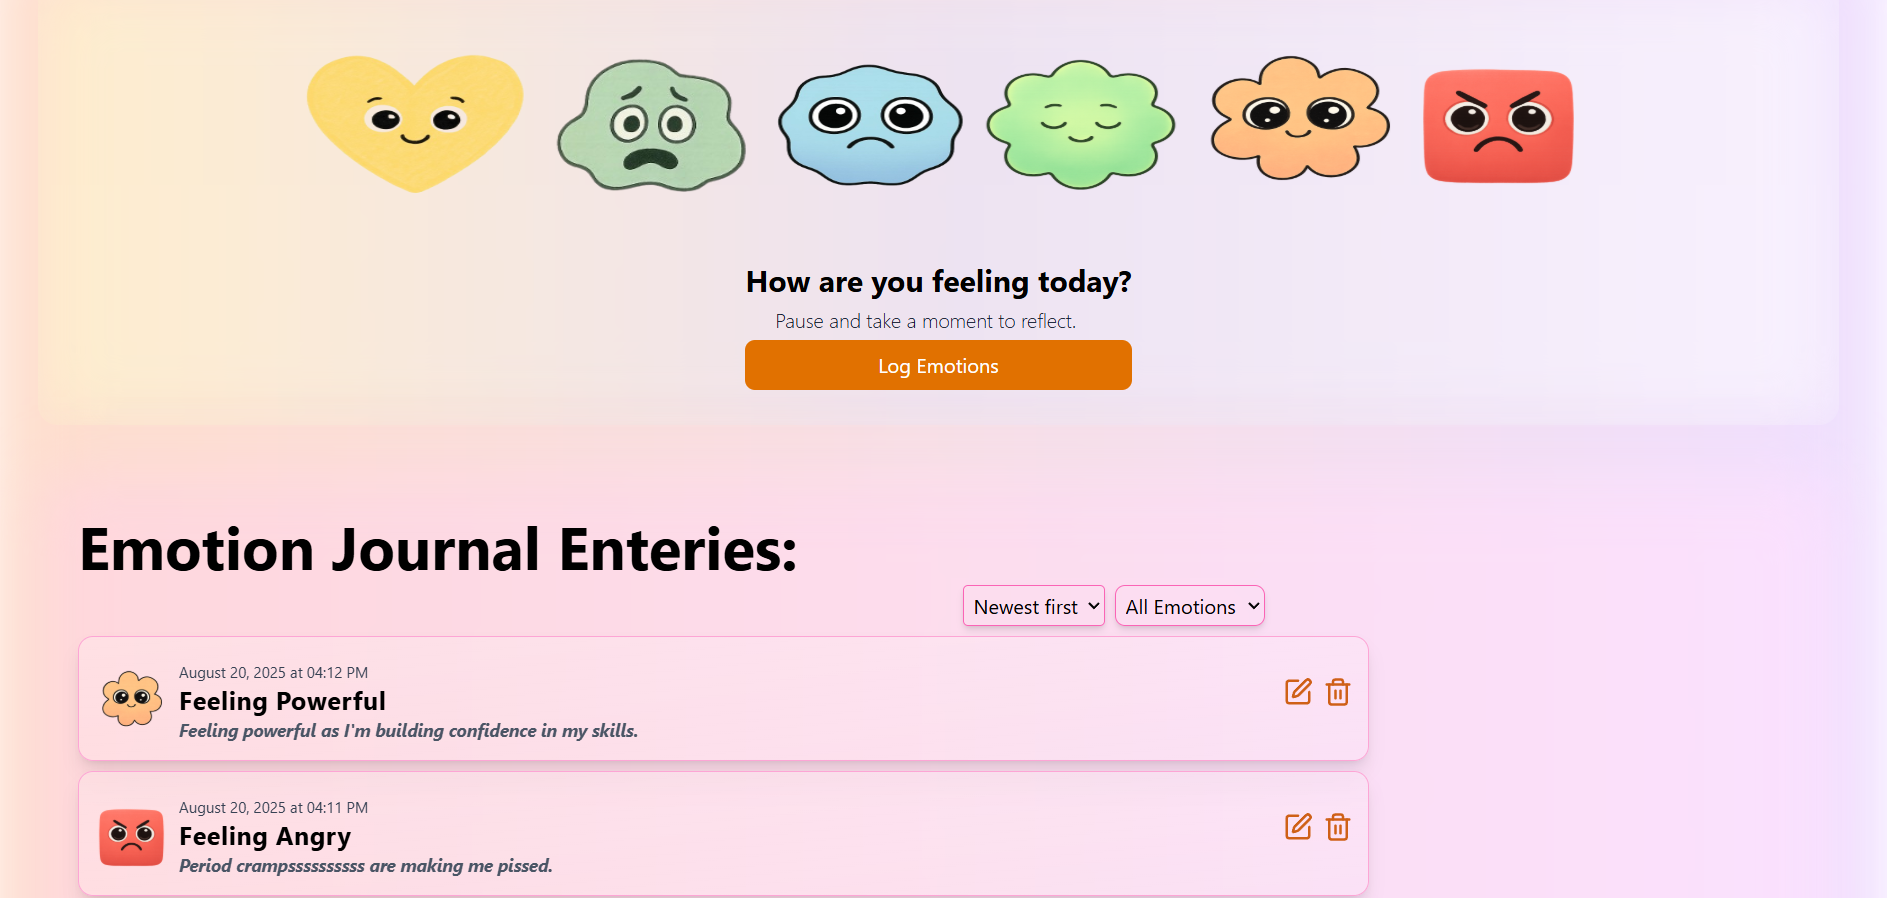 How are you feeling today?
Pause and take a moment to reflect.
Log Emotions
Emotion Journal Enteries:
Newest first
All Emotions
August 20, 2025 at 04:12 PM
Feeling Powerful
Feeling powerful as I'm building confidence in my skills.
August 20, 2025 at 04:11 PM
Feeling Angry
Period crampssssssssss are making me pissed.